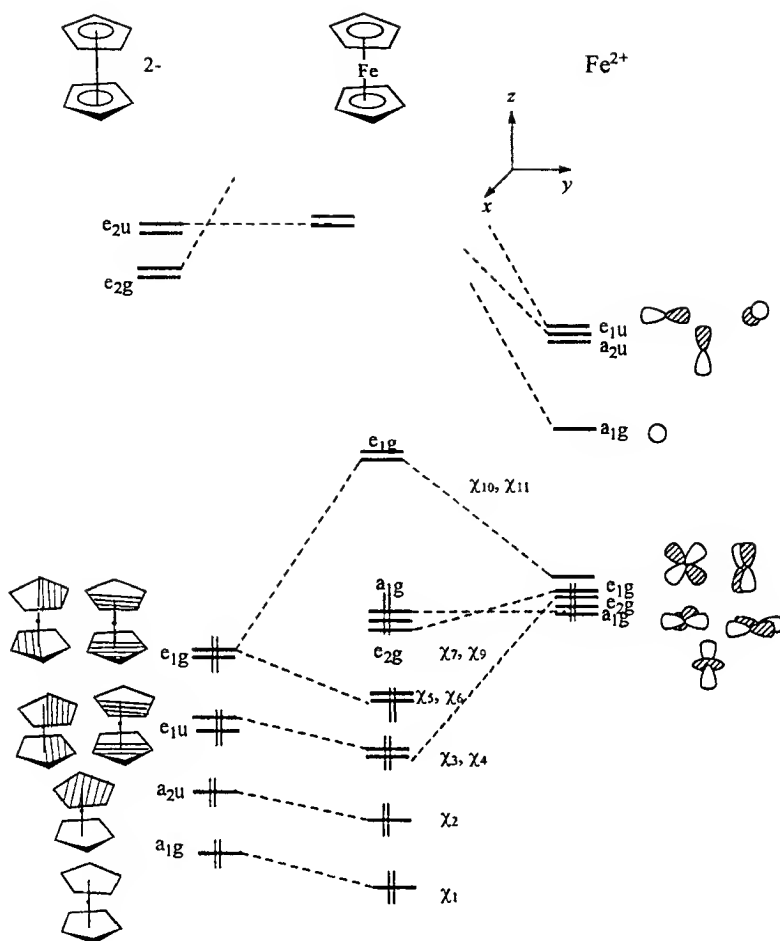 2-
Fe
Fe²⁺
z
y
x
e₂ᵤ
e₂g
e₁ᵤ
a₂ᵤ
a₁g
e₁g
χ₁₀, χ₁₁
a₁g
e₁g
e₂g
a₁g
e₁g
e₂g
χ₇, χ₉
χ₅, χ₆
e₁ᵤ
χ₃, χ₄
a₂ᵤ
χ₂
a₁g
χ₁